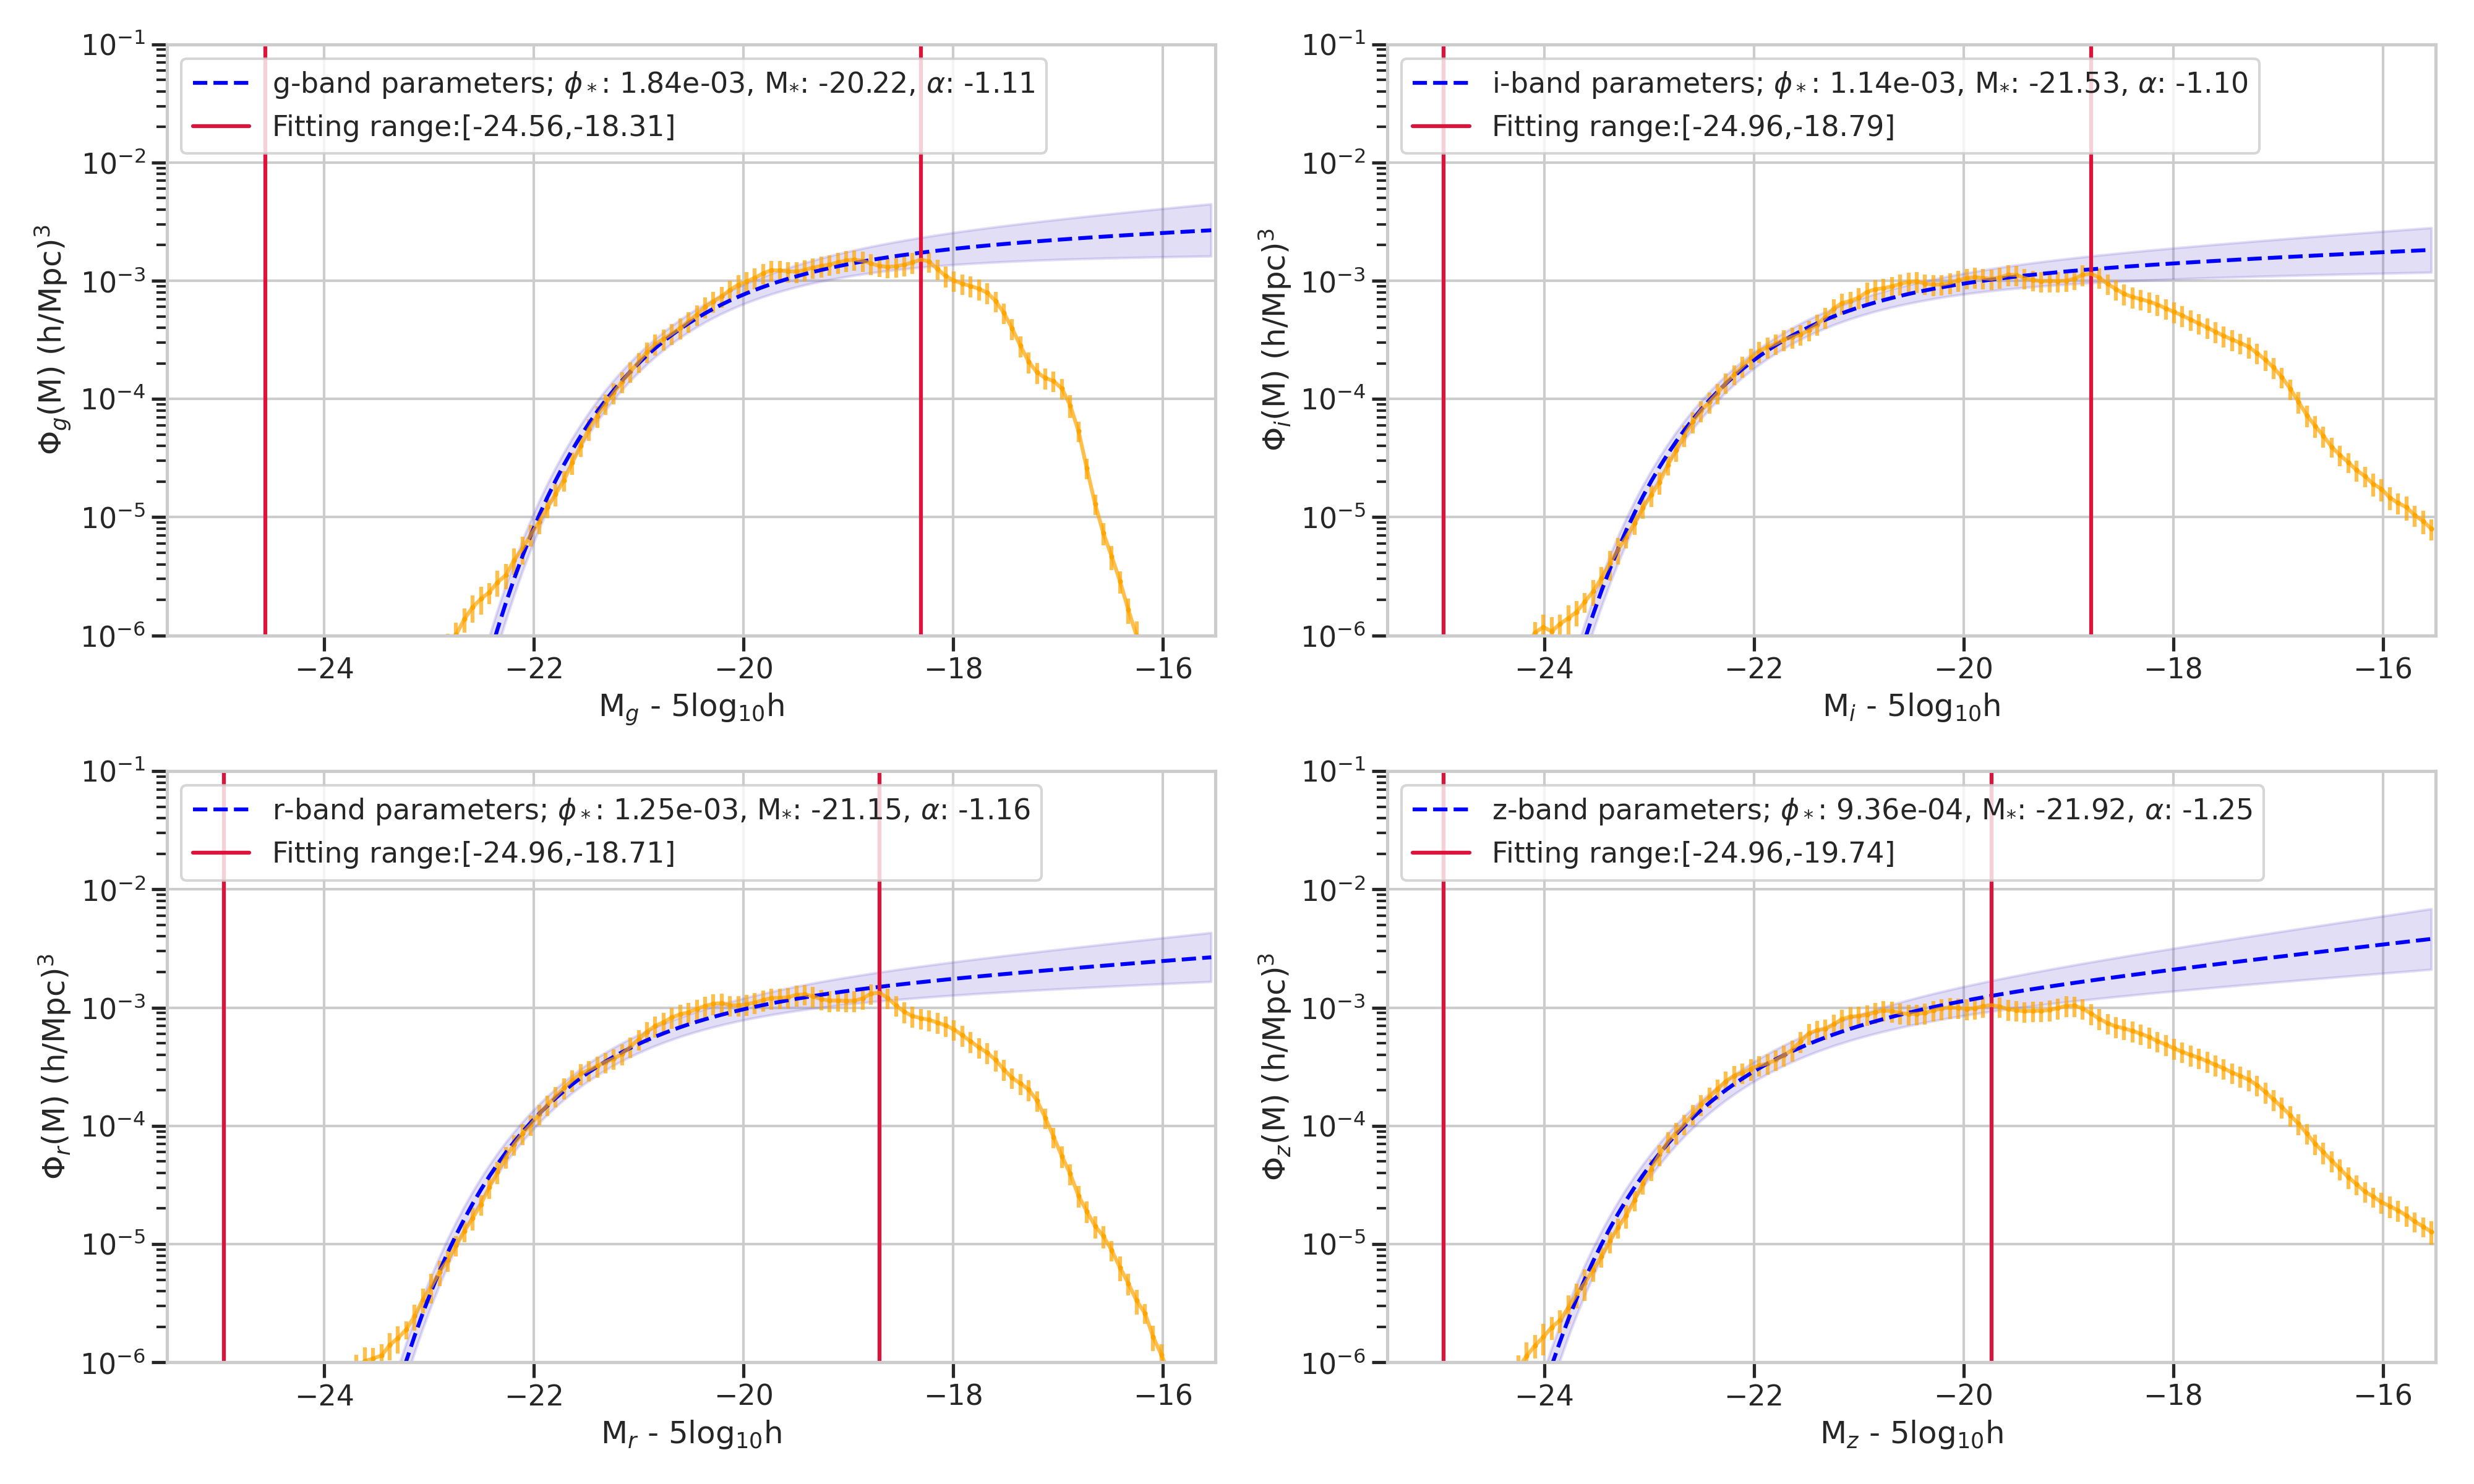 g-band parameters; ϕ*: 1.84e-03, M*: -20.22, α: -1.11
Fitting range:[-24.56,-18.31]
10⁻¹
10⁻²
10⁻³
10⁻⁴
10⁻⁵
10⁻⁶
Φg(M) (h/Mpc)³
−24 −22 −20 −18 −16
Mg - 5log₁₀h
i-band parameters; ϕ*: 1.14e-03, M*: -21.53, α: -1.10
Fitting range:[-24.96,-18.79]
10⁻¹
10⁻²
10⁻³
10⁻⁴
10⁻⁵
10⁻⁶
Φi(M) (h/Mpc)³
−24 −22 −20 −18 −16
Mi - 5log₁₀h
r-band parameters; ϕ*: 1.25e-03, M*: -21.15, α: -1.16
Fitting range:[-24.96,-18.71]
10⁻¹
10⁻²
10⁻³
10⁻⁴
10⁻⁵
10⁻⁶
Φr(M) (h/Mpc)³
−24 −22 −20 −18 −16
Mr - 5log₁₀h
z-band parameters; ϕ*: 9.36e-04, M*: -21.92, α: -1.25
Fitting range:[-24.96,-19.74]
10⁻¹
10⁻²
10⁻³
10⁻⁴
10⁻⁵
10⁻⁶
Φz(M) (h/Mpc)³
−24 −22 −20 −18 −16
Mz - 5log₁₀h